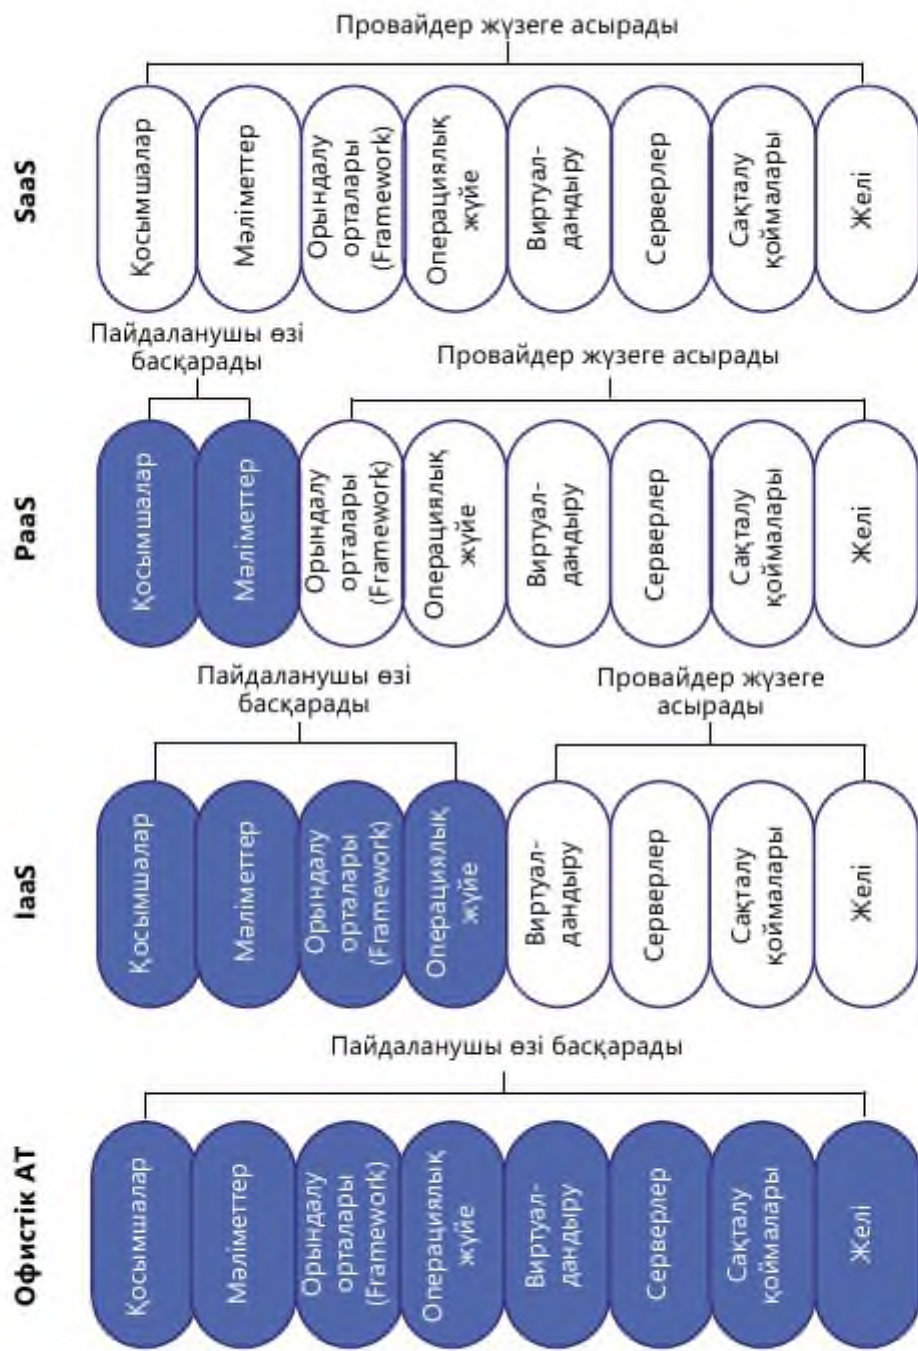 Провайдер жүзеге асырады
SaaS
Қосымшалар
Мәліметтер
Орындалу
орталары
(Framework)
Операциялық
жүйе
Виртуал-
дандыру
Серверлер
Сақталу
қоймалары
Желі
Пайдаланушы өзі
басқарады
Провайдер жүзеге асырады
PaaS
Қосымшалар
Мәліметтер
Орындалу
орталары
(Framework)
Операциялық
жүйе
Виртуал-
дандыру
Серверлер
Сақталу
қоймалары
Желі
Пайдаланушы өзі
басқарады
Провайдер жүзеге
асырады
IaaS
Қосымшалар
Мәліметтер
Орындалу
орталары
(Framework)
Операциялық
жүйе
Виртуал-
дандыру
Серверлер
Сақталу
қоймалары
Желі
Пайдаланушы өзі басқарады
Офистік АТ
Қосымшалар
Мәліметтер
Орындалу
орталары
(Framework)
Операциялық
жүйе
Виртуал-
дандыру
Серверлер
Сақталу
қоймалары
Желі